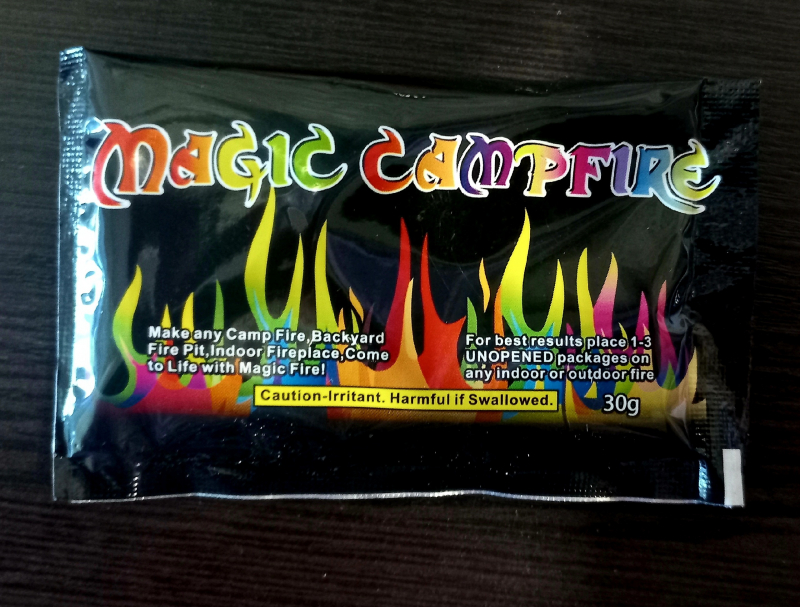 MAGIC CAMPFIRE
Make any Camp Fire,Backyard
Fire Pit,Indoor Fireplace,Come
to Life with Magic Fire!
For best results place 1-3
UNOPENED packages on
any indoor or outdoor fire
Caution-Irritant. Harmful if Swallowed.
30g